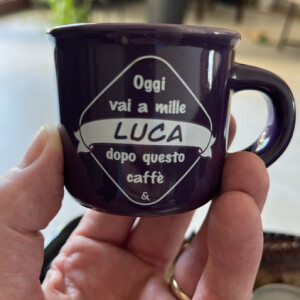 Oggi
vai a mille
LUCA
dopo questo
caffè
&